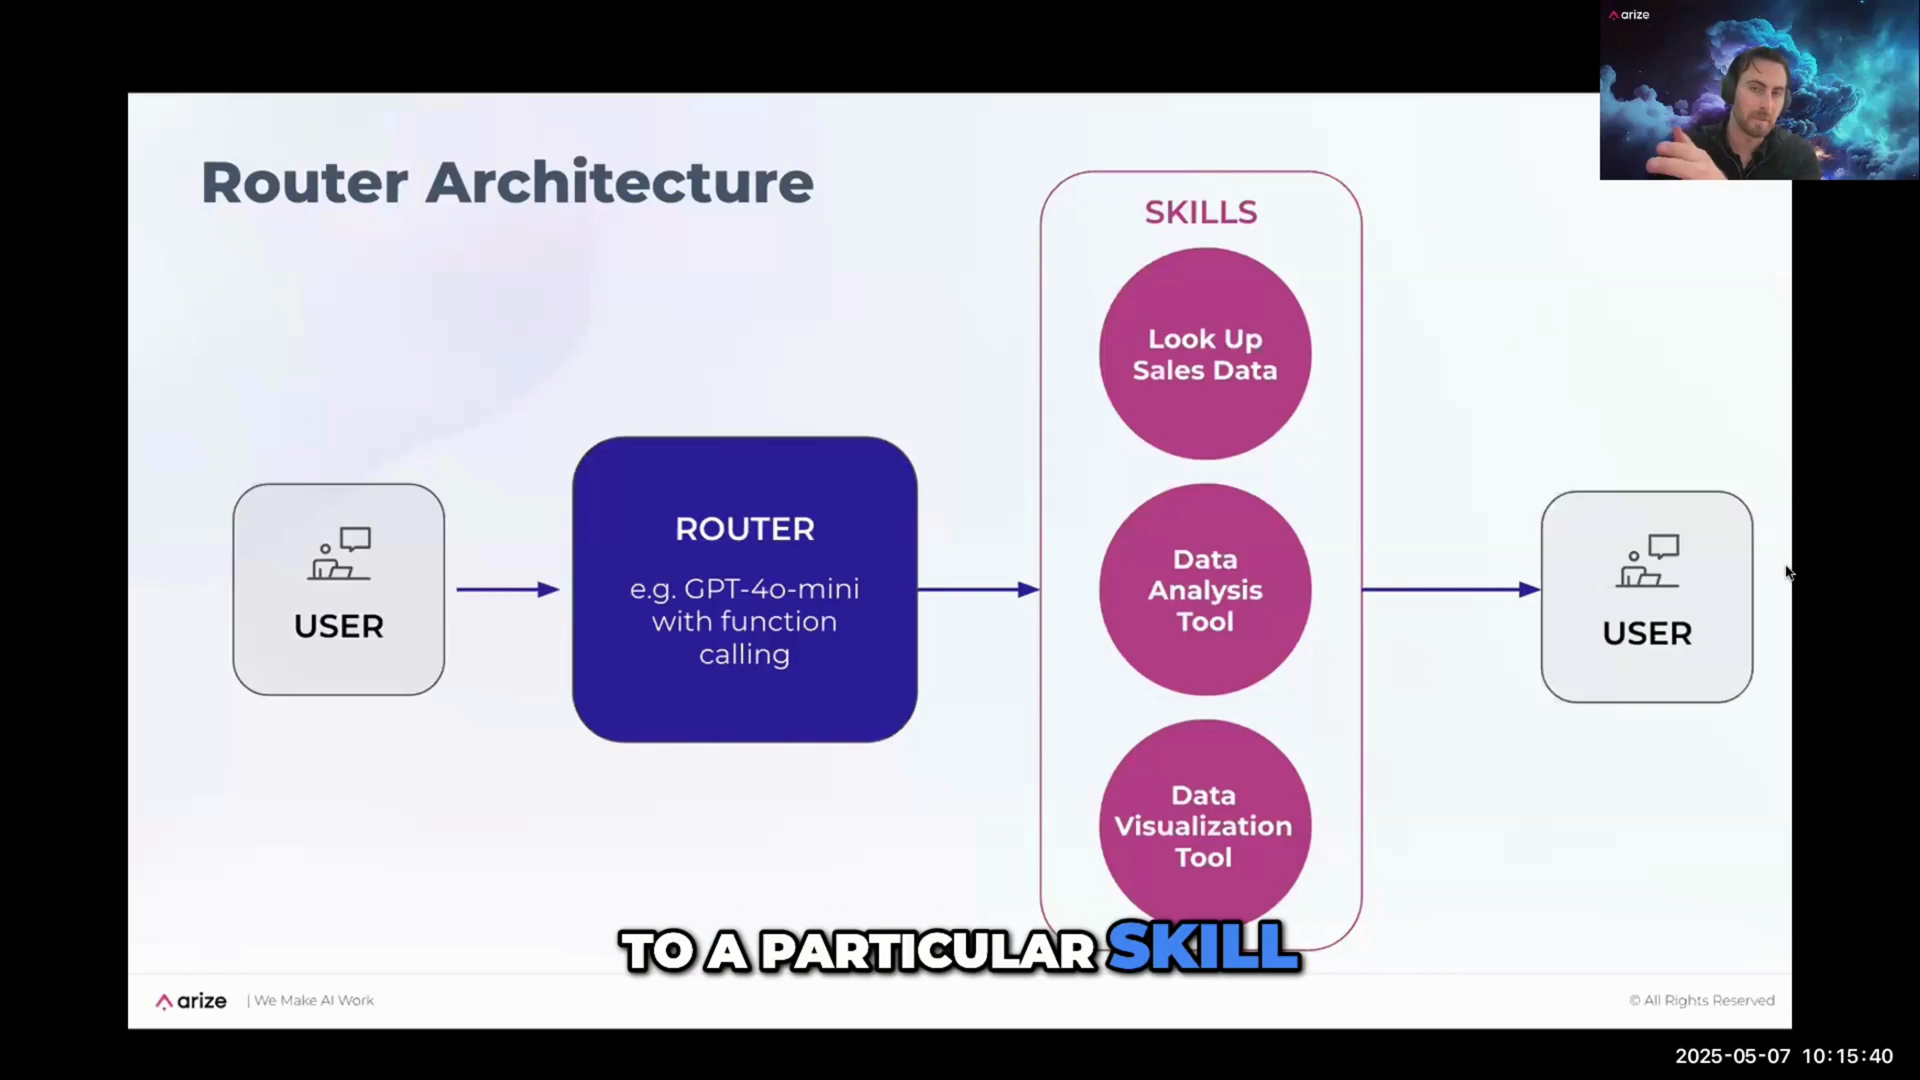 arize
Router Architecture
SKILLS
Look Up
Sales Data
USER
ROUTER
e.g. GPT-4o-mini
with function
calling
Data
Analysis
Tool
USER
Data
Visualization
Tool
TO A PARTICULAR SKILL
arize | We Make AI Work
© All Rights Reserved
2025-05-07 10:15:40